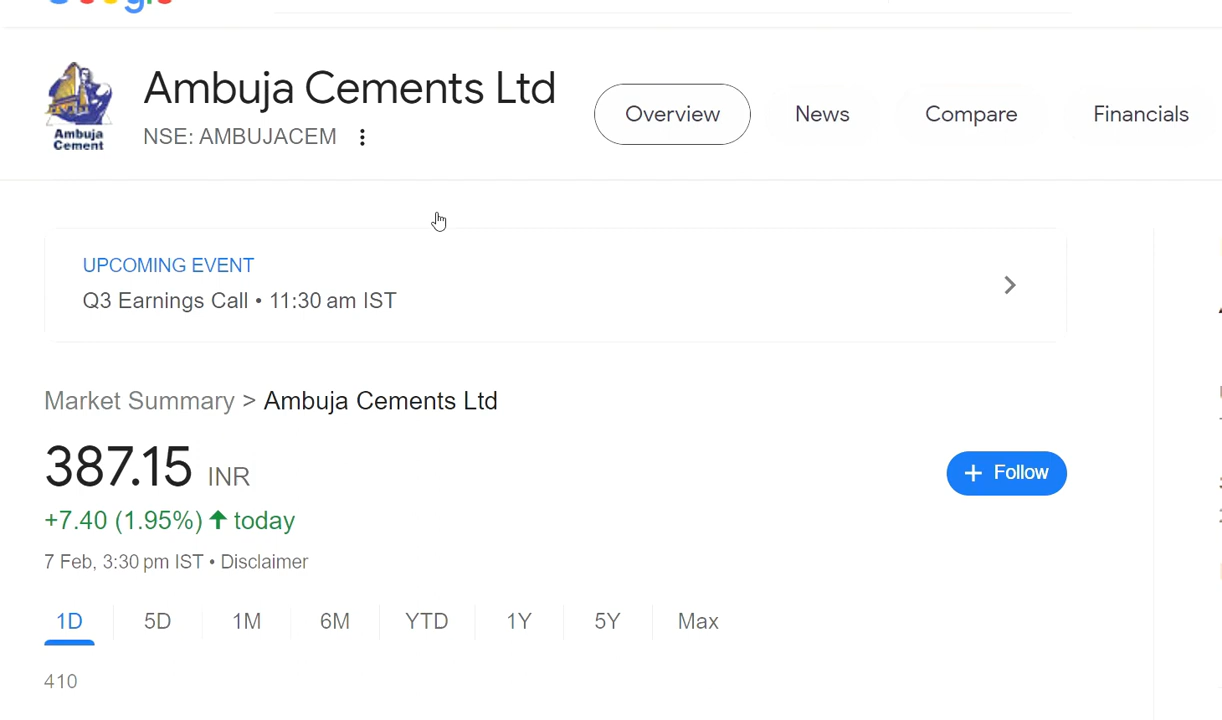 Google
Ambuja Cements Ltd
Ambuja
Cement
NSE: AMBUJACEM
Overview
News
Compare
Financials
UPCOMING EVENT
Q3 Earnings Call • 11:30 am IST
Market Summary > Ambuja Cements Ltd
387.15 INR
+ Follow
+7.40 (1.95%) ↑ today
7 Feb, 3:30 pm IST • Disclaimer
1D 5D 1M 6M YTD 1Y 5Y Max
410